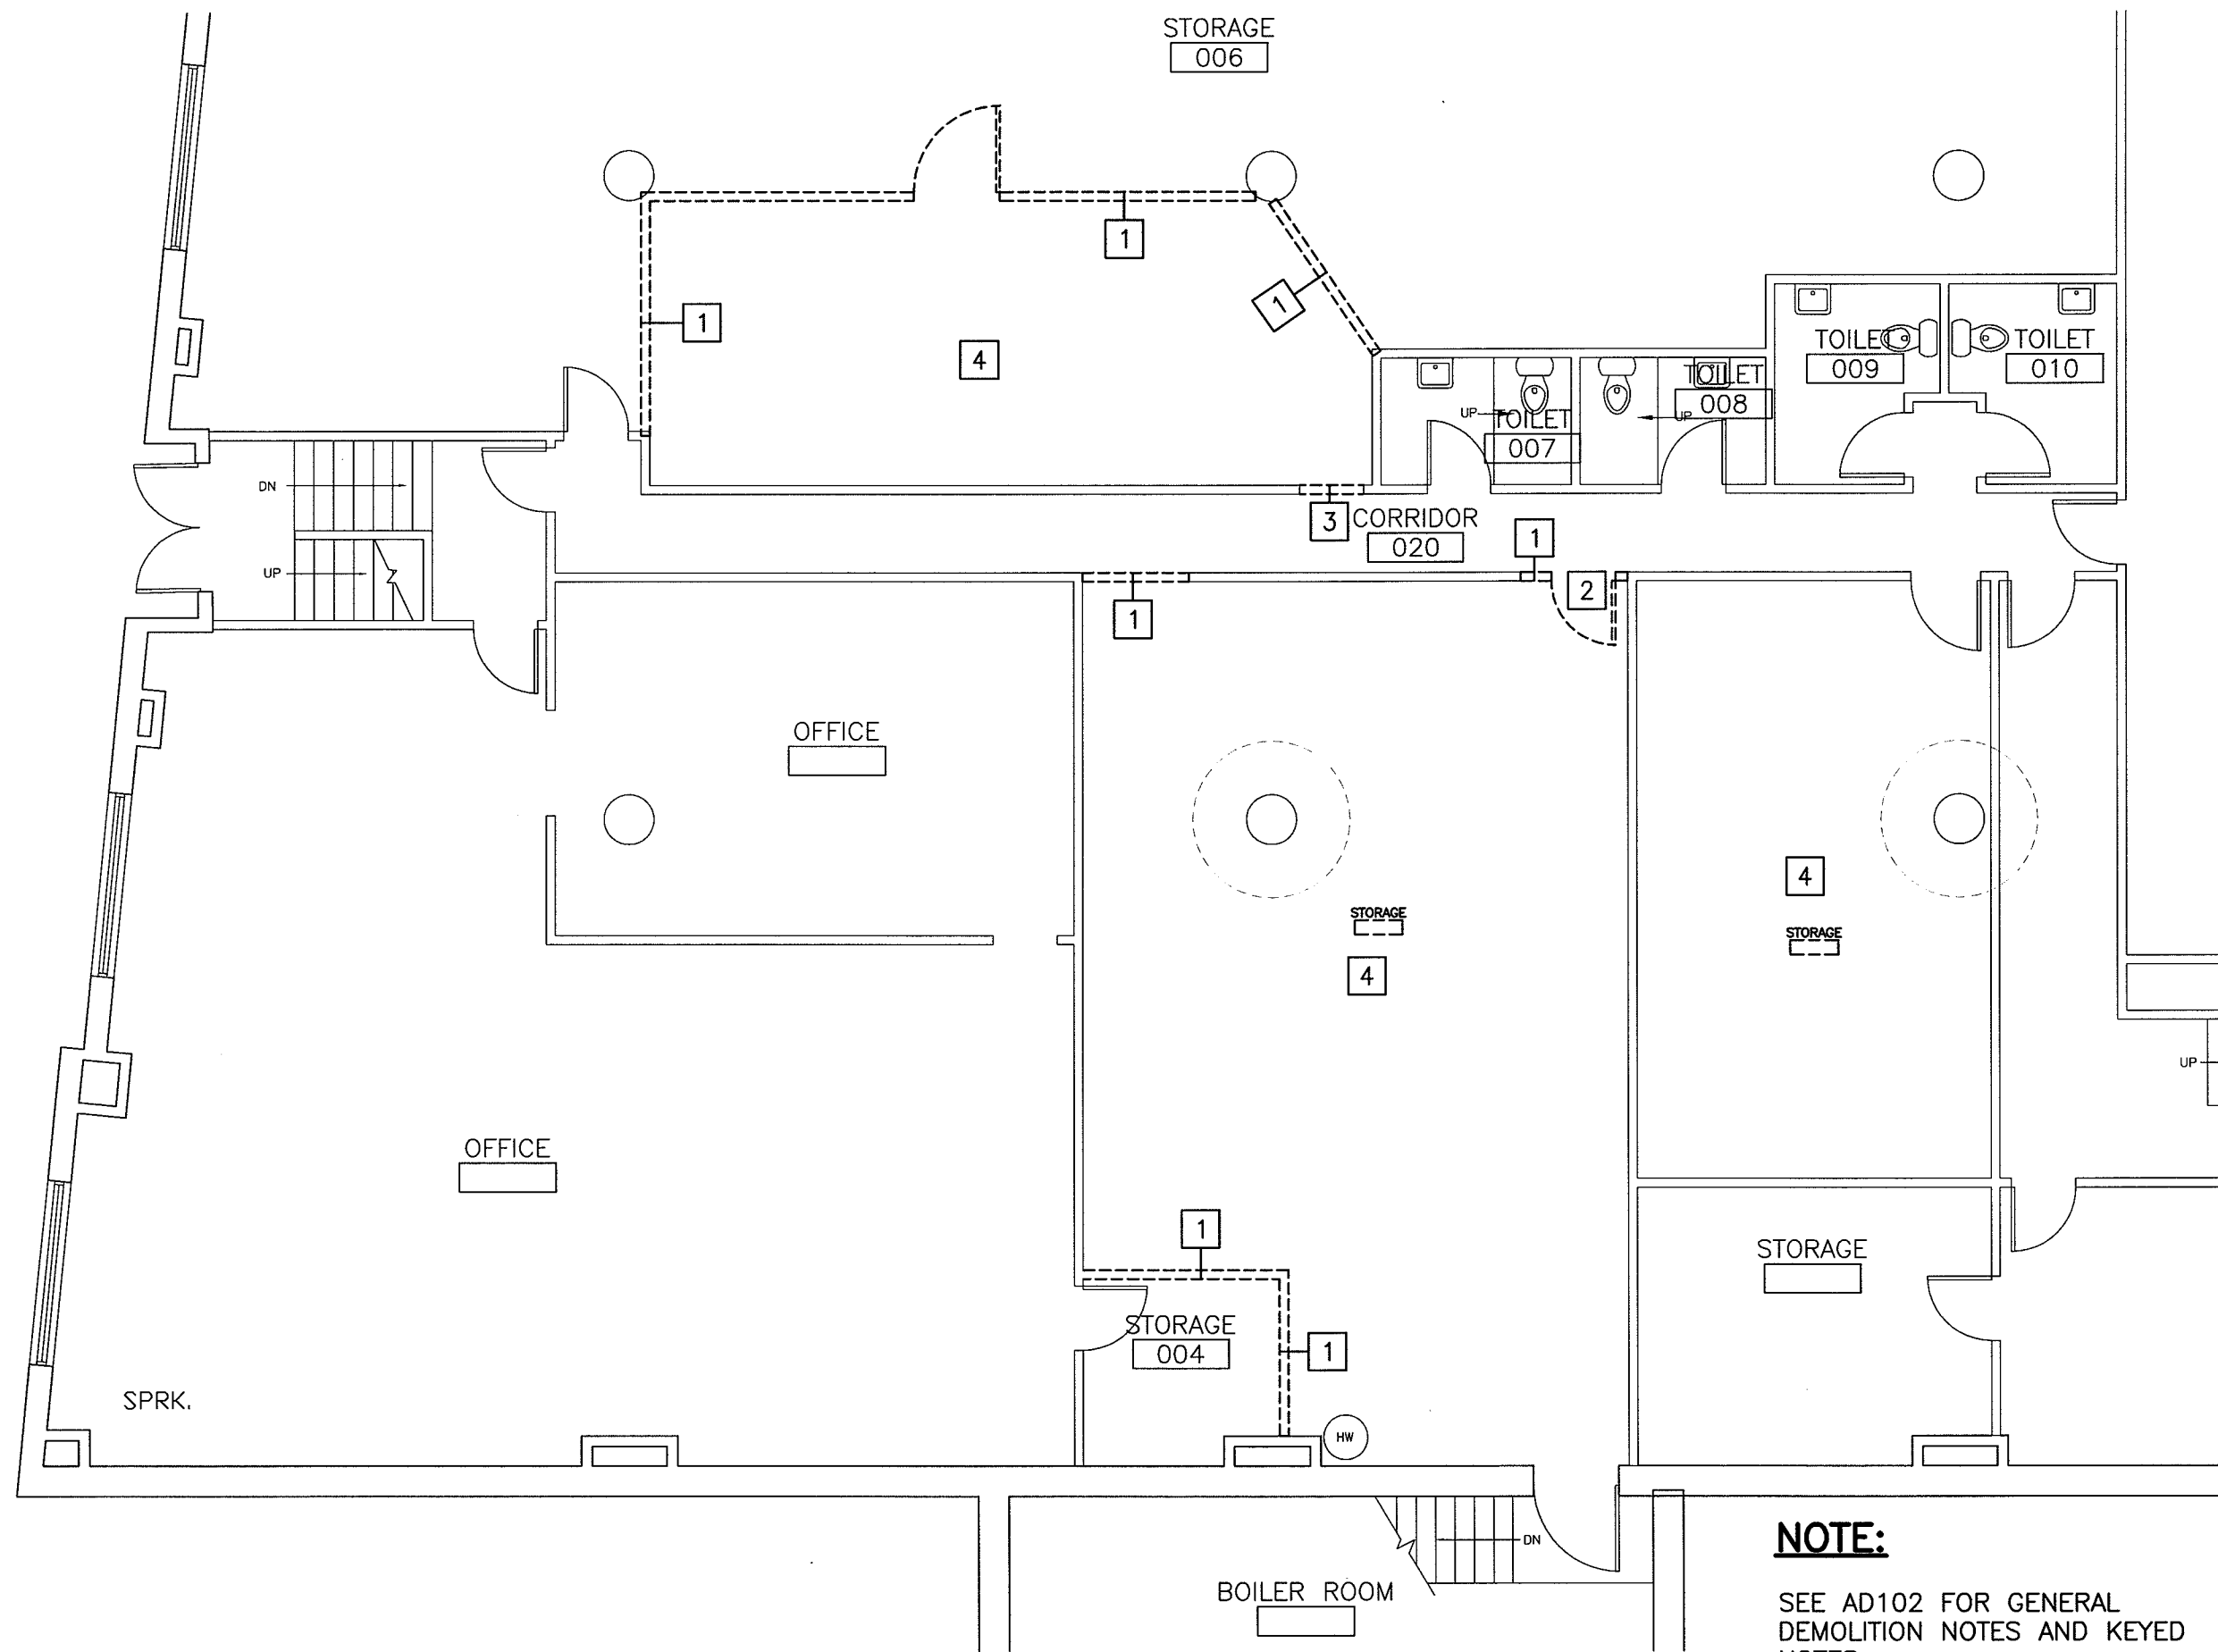 STORAGE
006
1
1
1
4
TOILET
009
TOILET
010
TOILET
008
UP
UP
TOILET
007
DN
UP
3
CORRIDOR
020
1
2
1
OFFICE
4
STORAGE
4
STORAGE
UP
OFFICE
1
STORAGE
STORAGE
004
1
SPRK.
HW
DN
BOILER ROOM
NOTE:
SEE AD102 FOR GENERAL
DEMOLITION NOTES AND KEYED